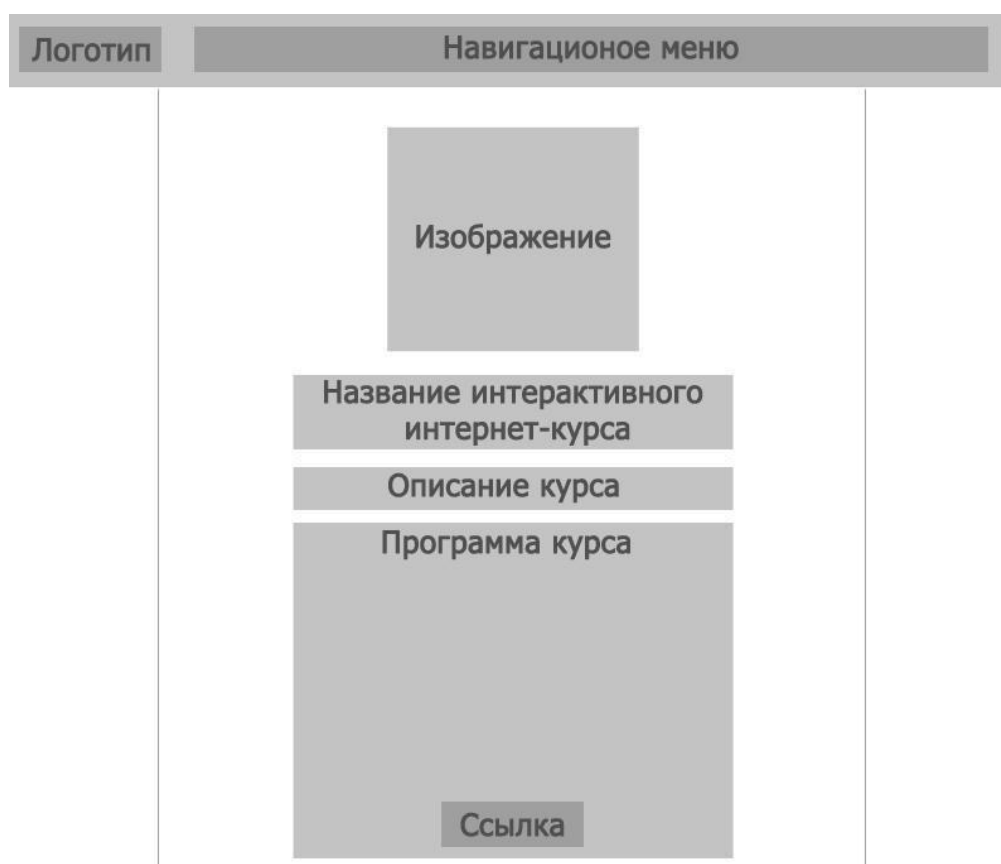 Логотип
Навигационое меню
Изображение
Название интерактивного
интернет-курса
Описание курса
Программа курса
Ссылка